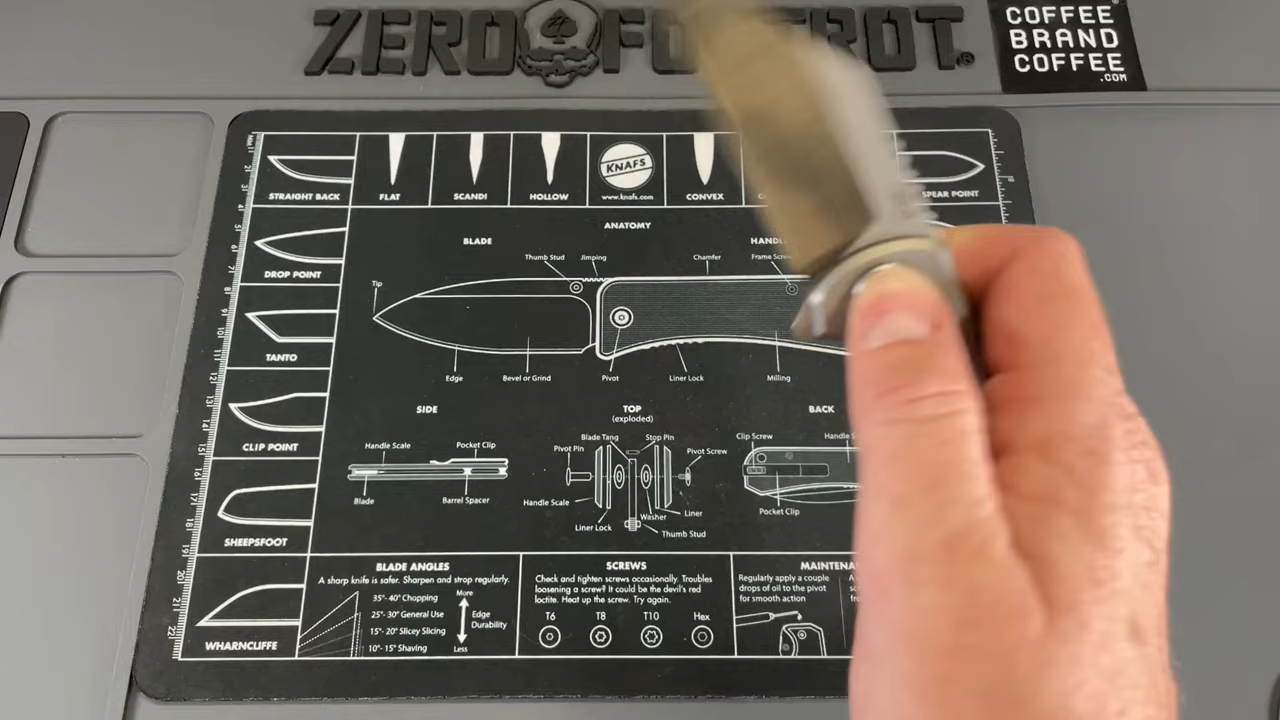 ZERO FO TROT
COFFEE
BRAND
COFFEE
.COM
STRAIGHT BACK
FLAT
SCANDI
HOLLOW
KNAFS
www.knafs.com
CONVEX
SPEAR POINT
DROP POINT
TANTO
CLIP POINT
SHEEPSFOOT
WHARNCLIFFE
ANATOMY
BLADE
HANDL
Thumb Stud
Jimping
Chamfer
Frame Screw
Tip
Edge
Bevel or Grind
Pivot
Liner Lock
Milling
SIDE
Handle Scale
Pocket Clip
Blade
Barrel Spacer
TOP
(exploded)
Blade Tang
Stop Pin
Pivot Pin
Pivot Screw
Handle Scale
Liner
Washer
Liner Lock
Thumb Stud
BACK
Clip Screw
Handle S
Pocket Clip
BLADE ANGLES
A sharp knife is safer. Sharpen and strop regularly.
35°- 40° Chopping
25°- 30° General Use
15°- 20° Slicey Slicing
10°- 15° Shaving
More
Edge
Durability
Less
SCREWS
Check and tighten screws occasionally. Troubles
loosening a screw? It could be the devil's red
loctite. Heat up the screw. Try again.
T6 T8 T10 Hex
MAINTENA
Regularly apply a couple
drops of oil to the pivot
for smooth action